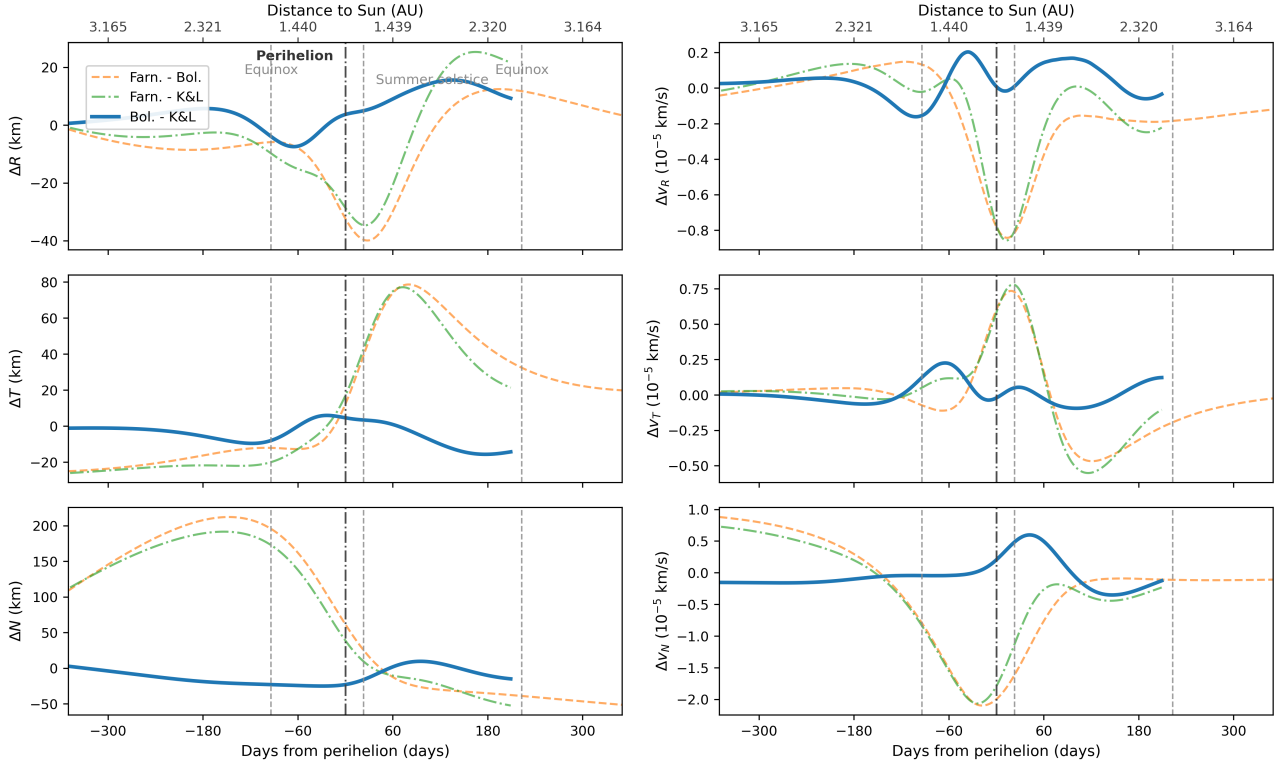 Distance to Sun (AU)
3.165 2.321 1.440 1.439 2.320 3.164
Perihelion
Equinox
Summer solstice
Equinox
Farn. - Bol.
Farn. - K&L
Bol. - K&L
ΔR (km)
20
0
−20
−40
Distance to Sun (AU)
3.165 2.321 1.440 1.439 2.320 3.164
Δv_R (10⁻⁵ km/s)
0.2
0.0
−0.2
−0.4
−0.6
−0.8
ΔT (km)
80
60
40
20
0
−20
Δv_T (10⁻⁵ km/s)
0.75
0.50
0.25
0.00
−0.25
−0.50
ΔN (km)
200
150
100
50
0
−50
−300 −180 −60 60 180 300
Days from perihelion (days)
Δv_N (10⁻⁵ km/s)
1.0
0.5
0.0
−0.5
−1.0
−1.5
−2.0
−300 −180 −60 60 180 300
Days from perihelion (days)